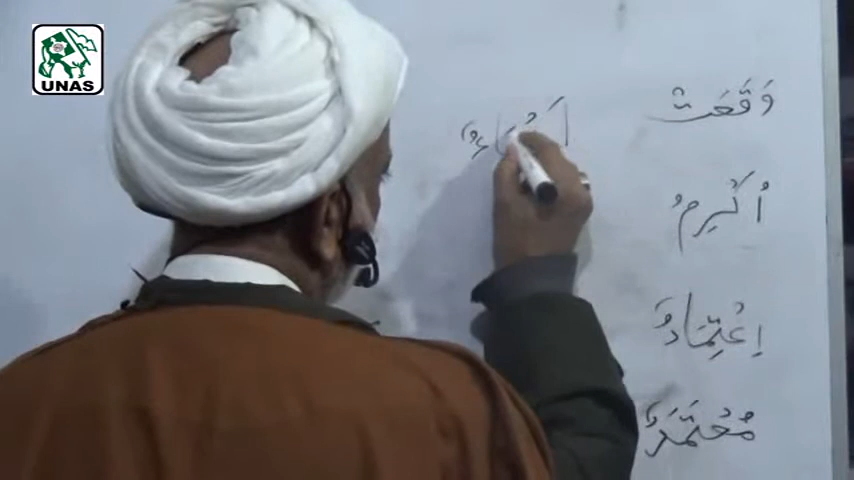 UNAS
وَقَعَتْ
أُكْرِمُ
اِعْتِمَادٌ
مُعْتَمَدٌ